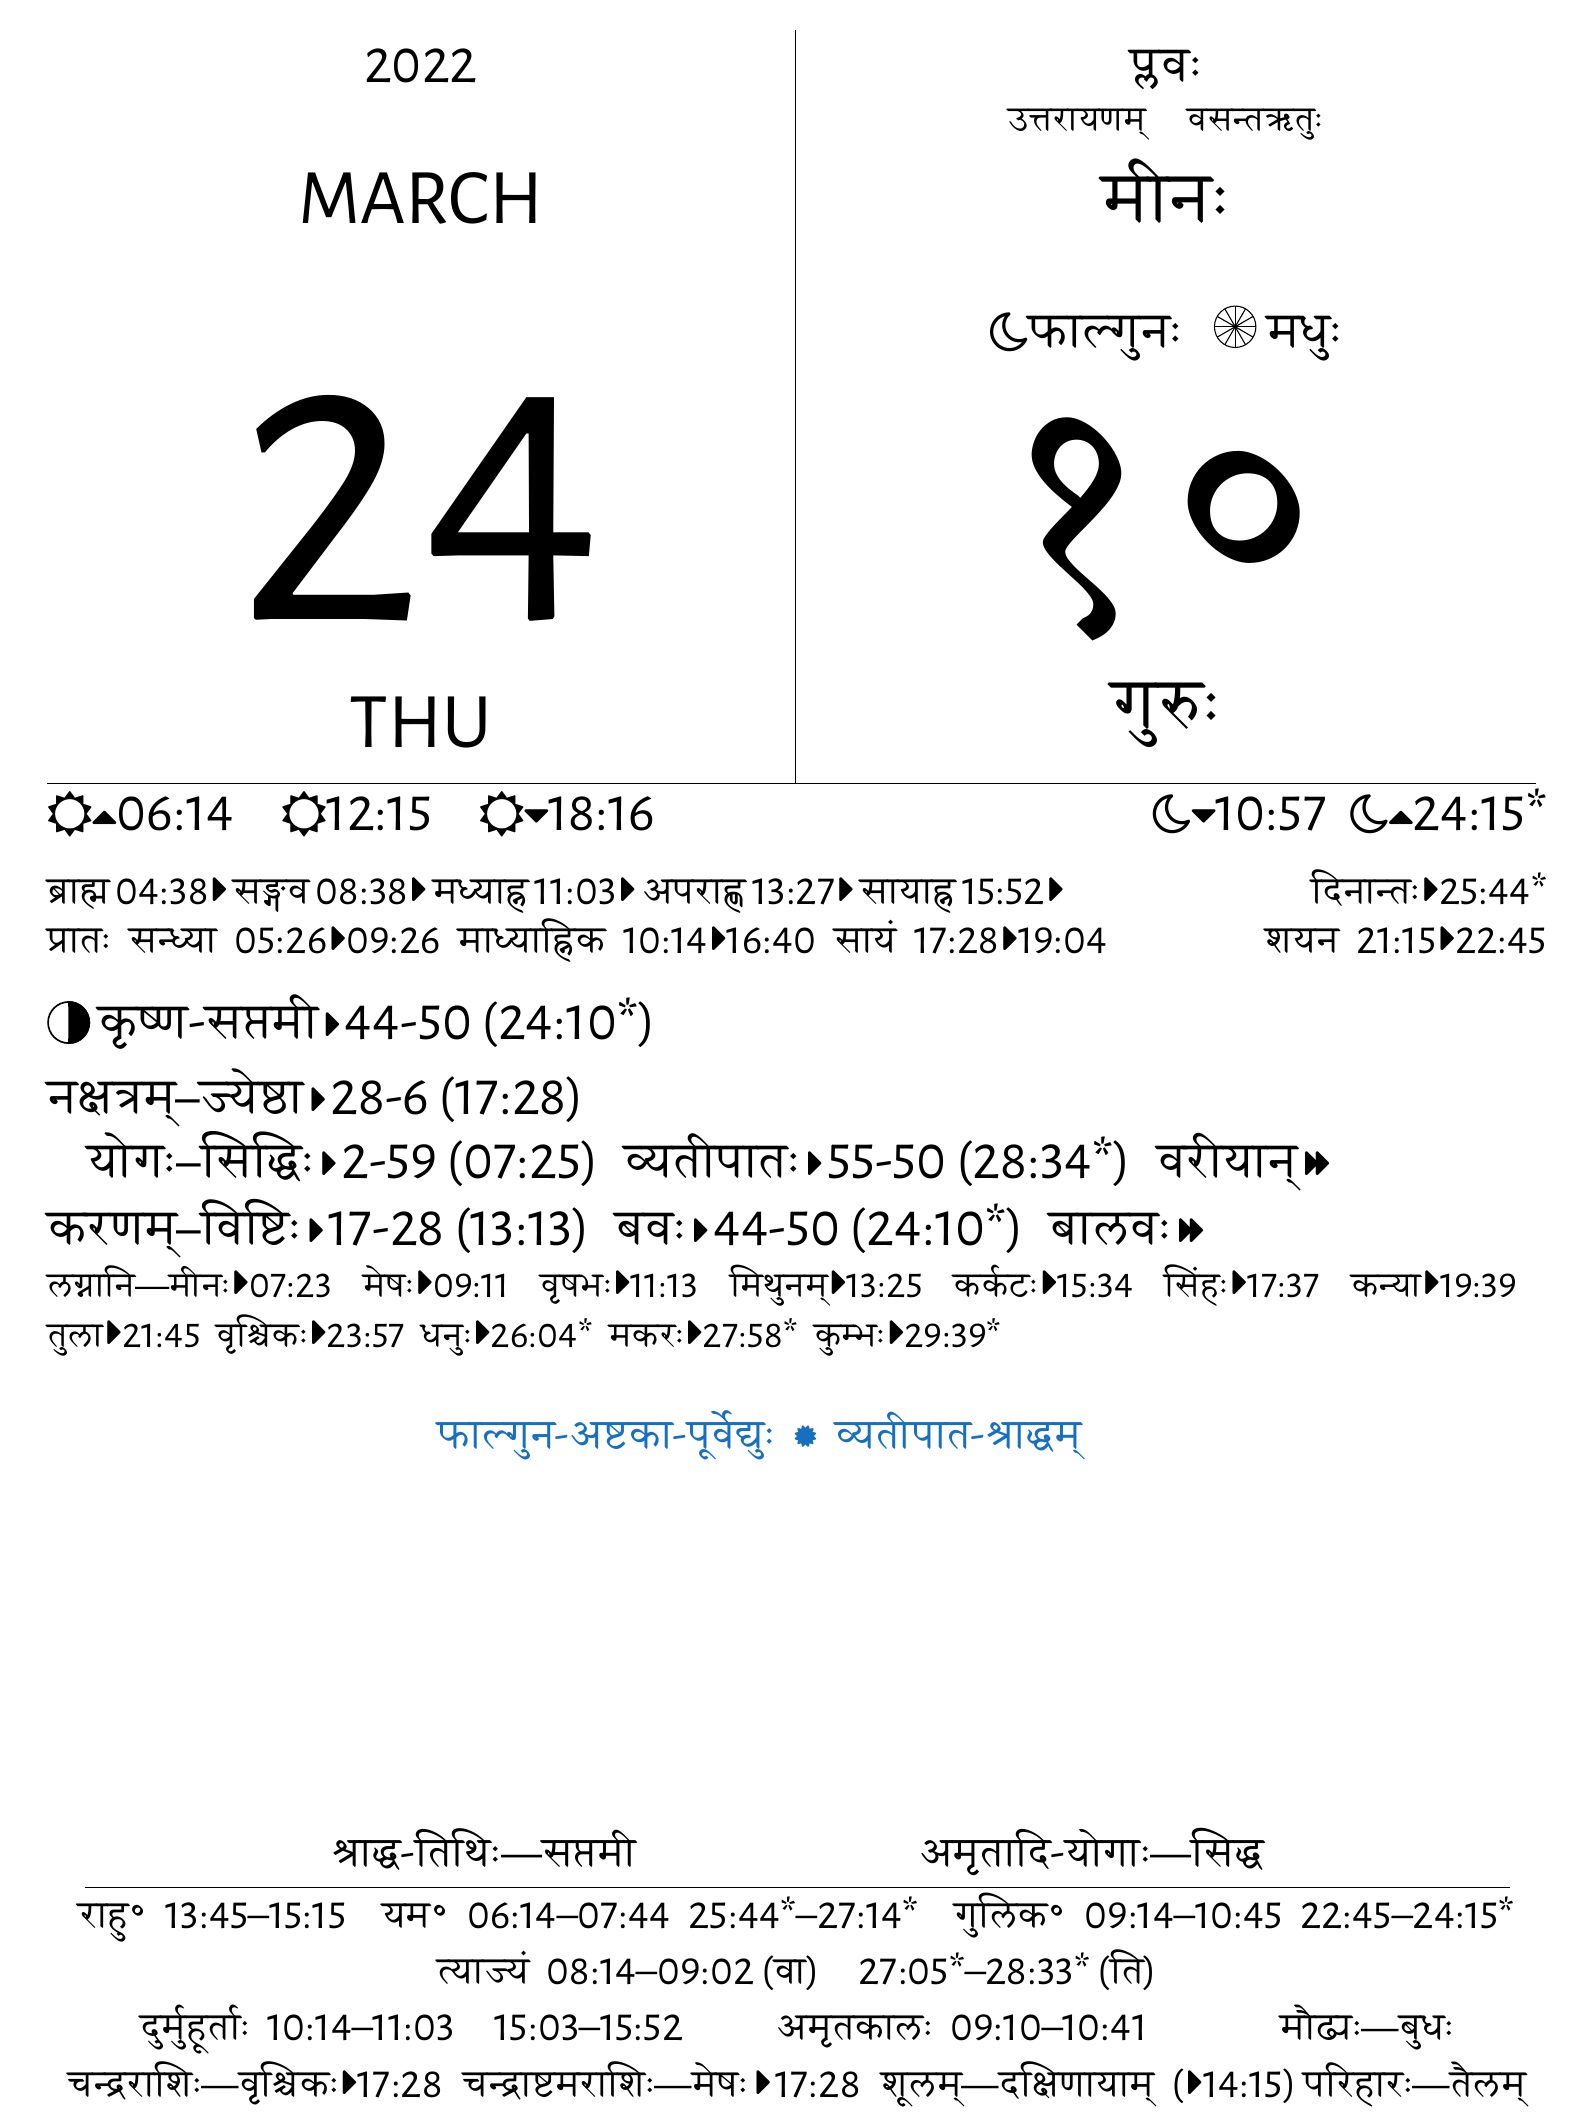 2022
MARCH
24
THU
प्लवः
उत्तरायणम् वसन्तऋतुः
मीनः
फाल्गुनः मधुः
१०
गुरुः
06:14 12:15 18:16 10:57 24:15*
ब्राह्म 04:38 सङ्गव 08:38 मध्याह्न 11:03 अपराह्ण 13:27 सायाह्न 15:52 दिनान्तः 25:44*
प्रातः सन्ध्या 05:26 09:26 माध्याह्निक 10:14 16:40 सायं 17:28 19:04 शयन 21:15 22:45
कृष्ण-सप्तमी 44-50 (24:10*)
नक्षत्रम्–ज्येष्ठा 28-6 (17:28)
योगः–सिद्धिः 2-59 (07:25) व्यतीपातः 55-50 (28:34*) वरीयान्
करणम्–विष्टिः 17-28 (13:13) बवः 44-50 (24:10*) बालवः
लग्नानि—मीनः 07:23 मेषः 09:11 वृषभः 11:13 मिथुनम् 13:25 कर्कटः 15:34 सिंहः 17:37 कन्या 19:39
तुला 21:45 वृश्चिकः 23:57 धनुः 26:04* मकरः 27:58* कुम्भः 29:39*
फाल्गुन-अष्टका-पूर्वेद्युः ✹ व्यतीपात-श्राद्धम्
श्राद्ध-तिथिः—सप्तमी अमृतादि-योगाः—सिद्ध
राहु॰ 13:45–15:15 यम॰ 06:14–07:44 25:44*–27:14* गुलिक॰ 09:14–10:45 22:45–24:15*
त्याज्यं 08:14–09:02 (वा) 27:05*–28:33* (ति)
दुर्मुहूर्ताः 10:14–11:03 15:03–15:52 अमृतकालः 09:10–10:41 मौढ्यः—बुधः
चन्द्रराशिः—वृश्चिकः 17:28 चन्द्राष्टमराशिः—मेषः 17:28 शूलम्—दक्षिणायाम् (14:15) परिहारः—तैलम्